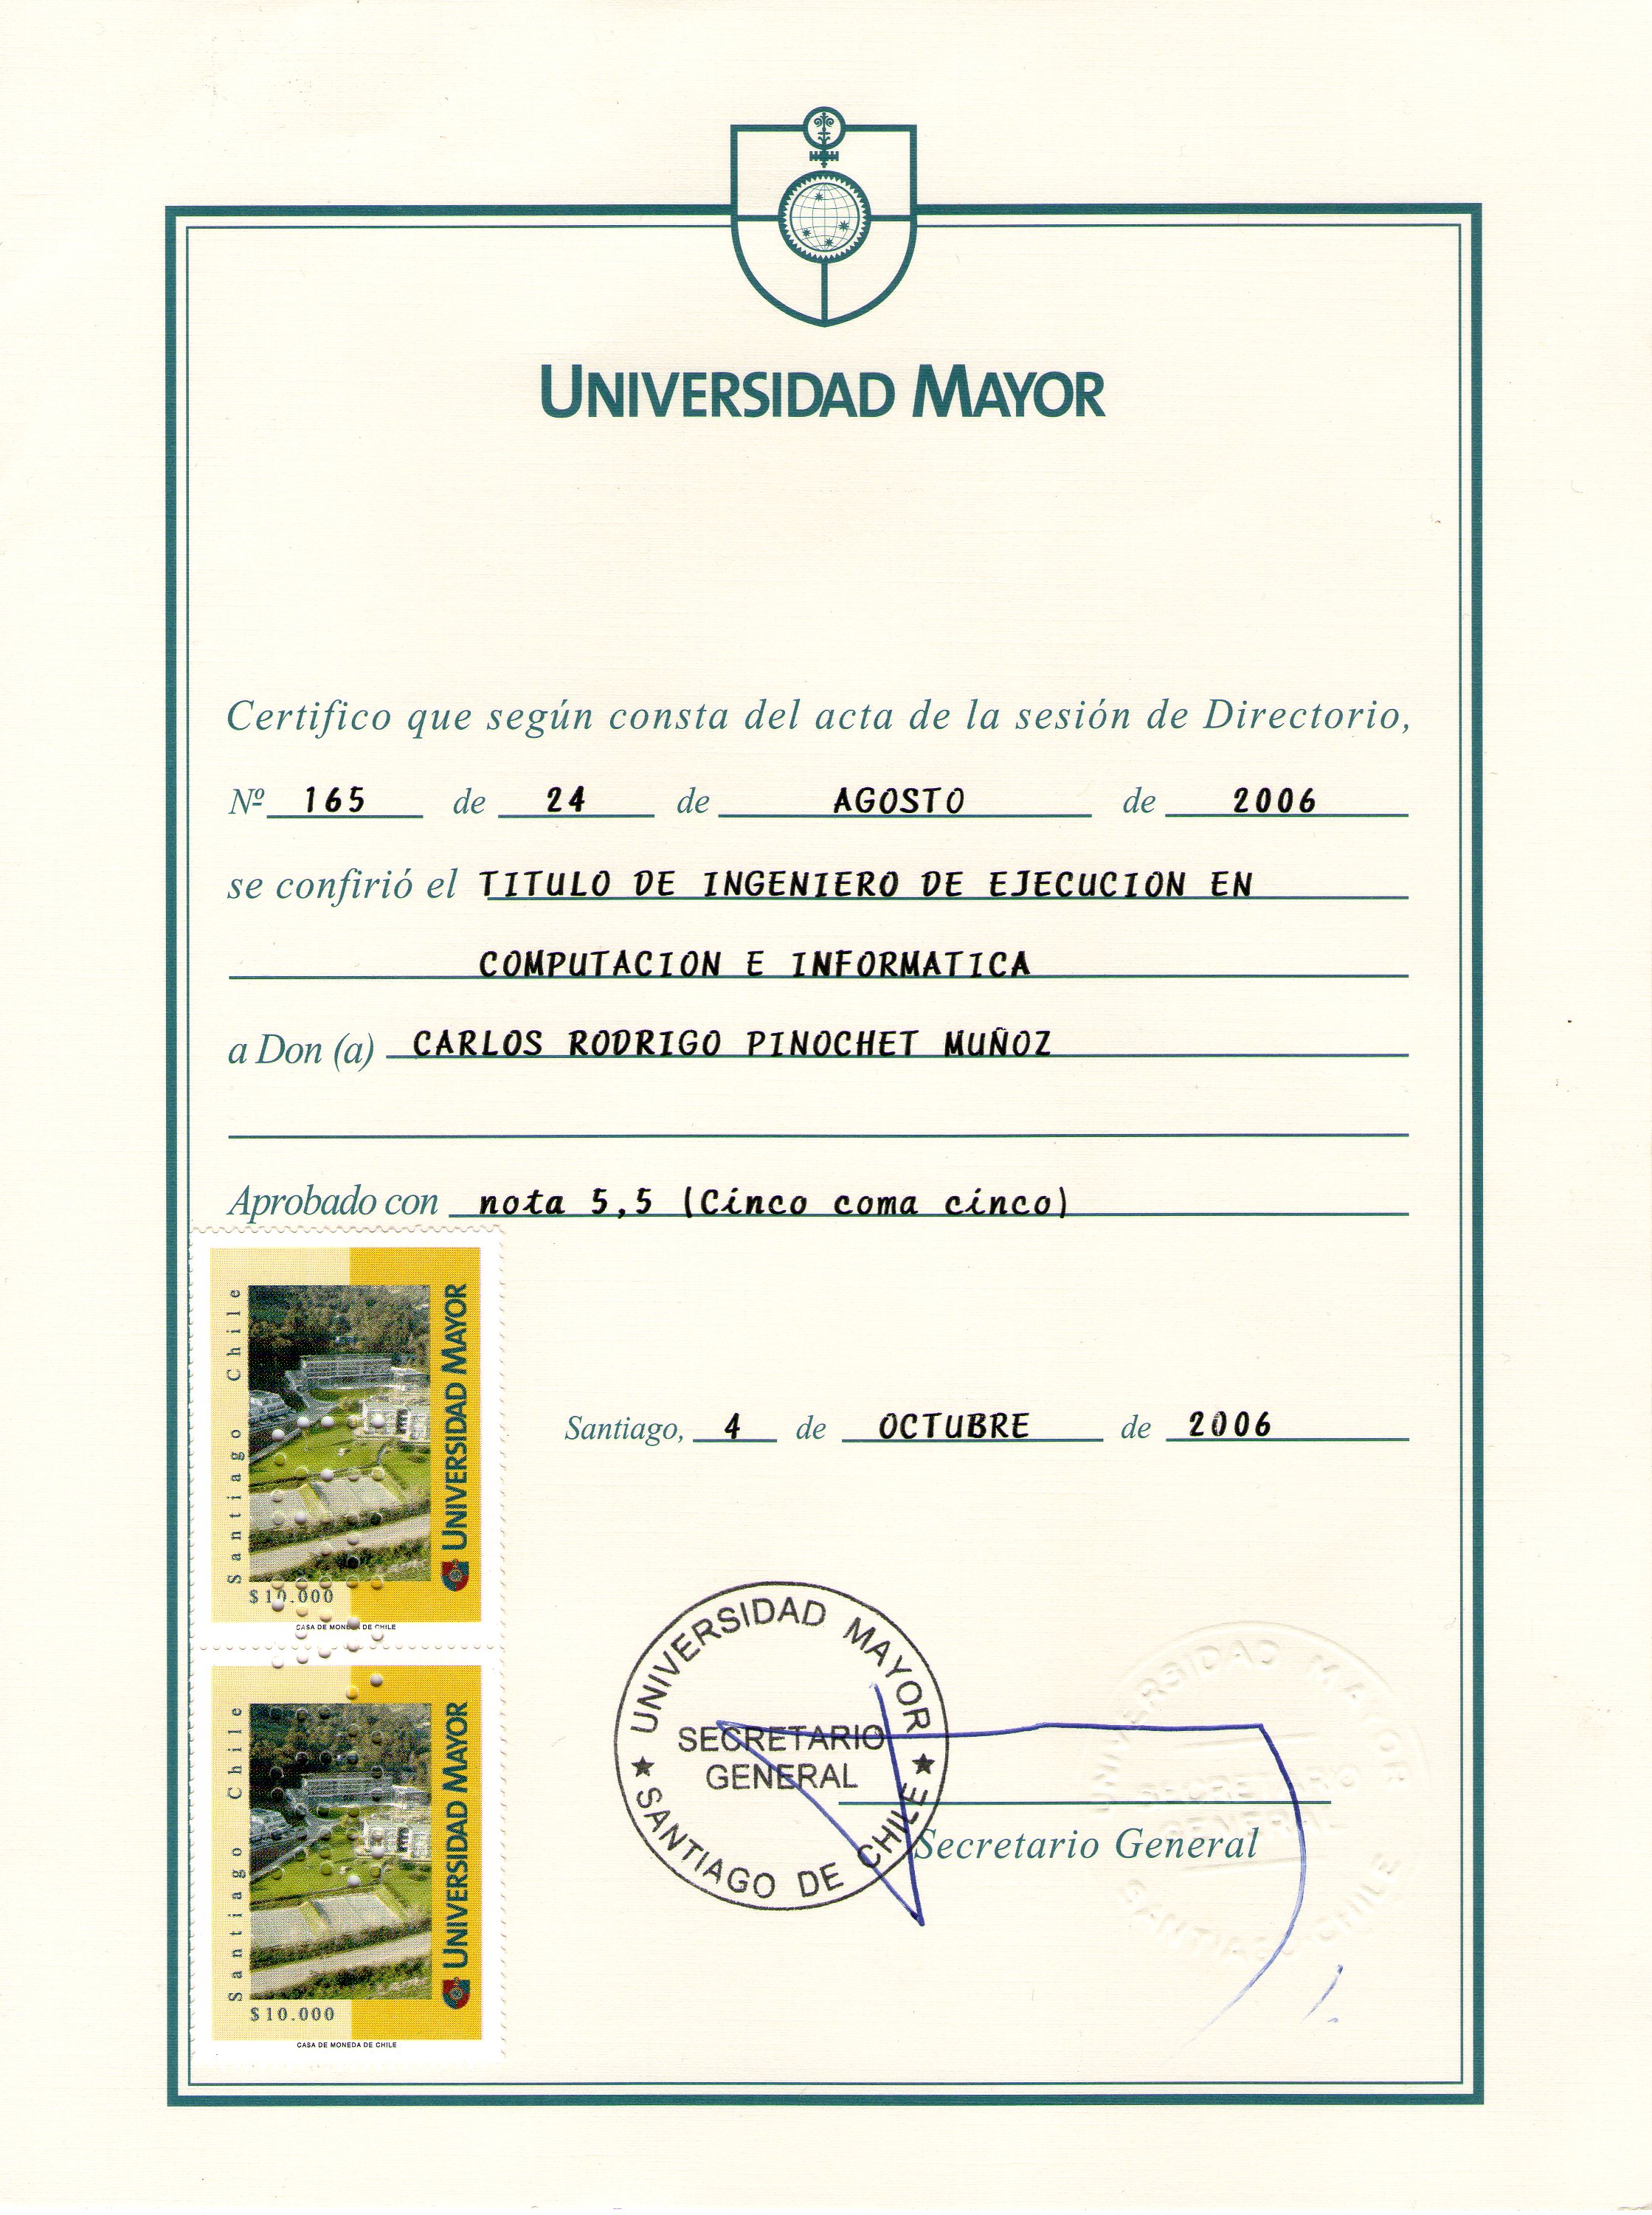 UNIVERSIDAD MAYOR
Certifico que según consta del acta de la sesión de Directorio,
Nº 165 de 24 de AGOSTO de 2006
se confirió el TITULO DE INGENIERO DE EJECUCION EN
COMPUTACION E INFORMATICA
a Don (a) CARLOS RODRIGO PINOCHET MUÑOZ
Aprobado con nota 5,5 (Cinco coma cinco)
Santiago Chile
UNIVERSIDAD MAYOR
$10.000
CASA DE MONEDA DE CHILE
Santiago, 4 de OCTUBRE de 2006
Santiago Chile
UNIVERSIDAD MAYOR
$10.000
CASA DE MONEDA DE CHILE
UNIVERSIDAD MAYOR
SECRETARIO
GENERAL
★ SANTIAGO DE CHILE ★
Secretario General
UNIVERSIDAD MAYOR
SECRETARIO
GENERAL
SANTIAGO CHILE